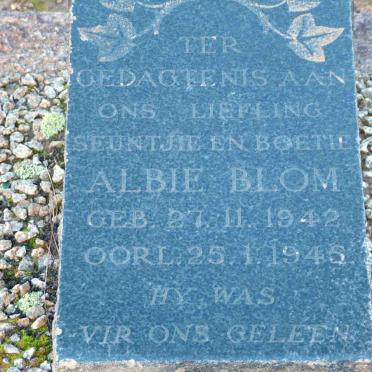 TER
GEDAGTENIS AAN
ONS LIEFLING
SEUNTJIE EN BOETIE
ALBIE BLOM
GEB. 27. 11. 1942
OORL. 25. 1. 1945
HY WAS
VIR ONS GELEEN